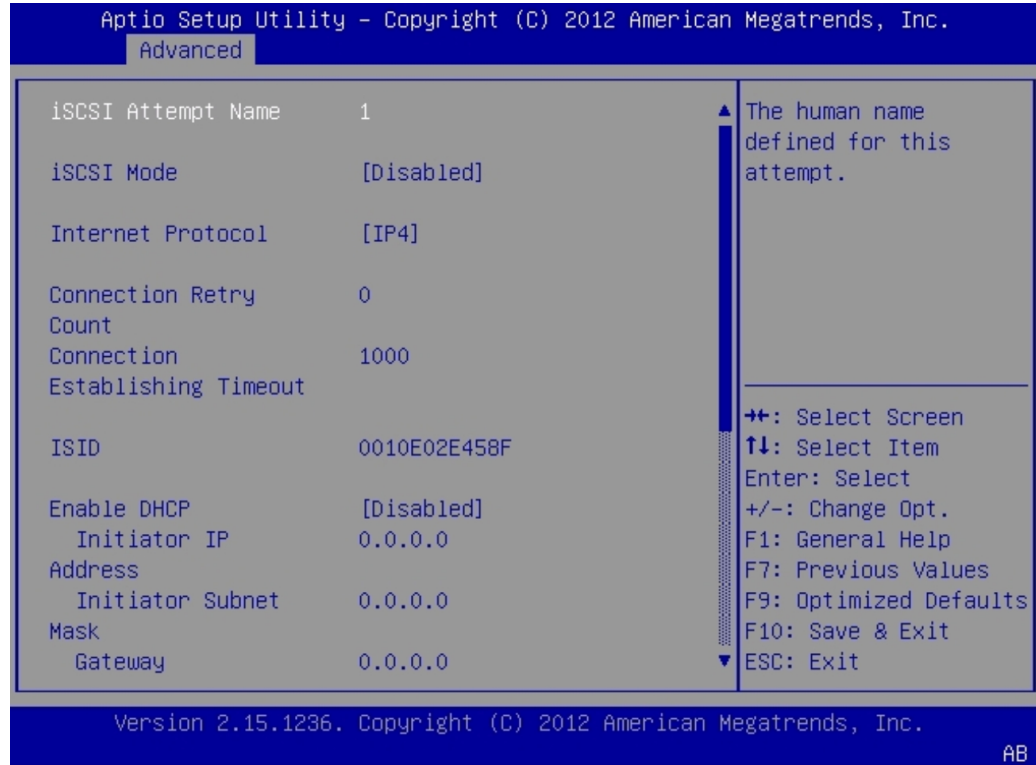 Aptio Setup Utility – Copyright (C) 2012 American Megatrends, Inc.
Advanced
iSCSI Attempt Name 1
iSCSI Mode [Disabled]
Internet Protocol [IP4]
Connection Retry 0
Count
Connection 1000
Establishing Timeout
ISID 0010E02E458F
Enable DHCP [Disabled]
Initiator IP 0.0.0.0
Address
Initiator Subnet 0.0.0.0
Mask
Gateway 0.0.0.0
The human name
defined for this
attempt.
→←: Select Screen
↑↓: Select Item
Enter: Select
+/-: Change Opt.
F1: General Help
F7: Previous Values
F9: Optimized Defaults
F10: Save & Exit
ESC: Exit
Version 2.15.1236. Copyright (C) 2012 American Megatrends, Inc.
AB